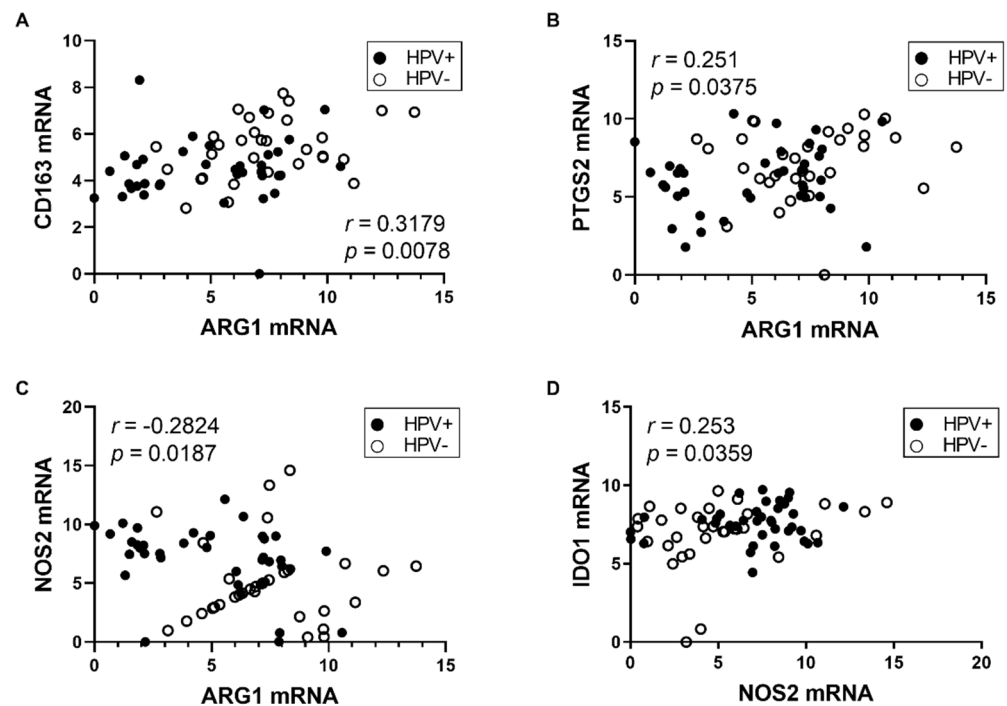 A
10
8
6
4
2
0
0
5
10
15
CD163 mRNA
ARG1 mRNA
HPV+
HPV-
r = 0.3179
p = 0.0078
B
15
10
5
0
0
5
10
15
PTGS2 mRNA
ARG1 mRNA
r = 0.251
p = 0.0375
HPV+
HPV-
C
20
15
10
5
0
0
5
10
15
NOS2 mRNA
ARG1 mRNA
r = -0.2824
p = 0.0187
HPV+
HPV-
D
15
10
5
0
0
5
10
15
20
IDO1 mRNA
NOS2 mRNA
r = 0.253
p = 0.0359
HPV+
HPV-